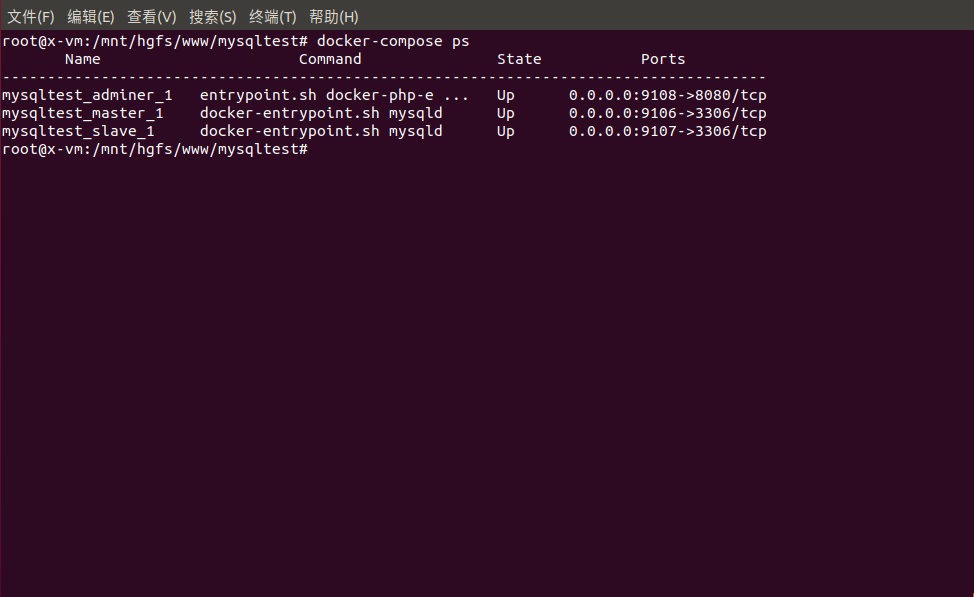 文件(F) 编辑(E) 查看(V) 搜索(S) 终端(T) 帮助(H)
root@x-vm:/mnt/hgfs/www/mysqltest# docker-compose ps
       Name                      Command               State           Ports
-------------------------------------------------------------------------------------
mysqltest_adminer_1   entrypoint.sh docker-php-e ...   Up      0.0.0.0:9108->8080/tcp
mysqltest_master_1    docker-entrypoint.sh mysqld      Up      0.0.0.0:9106->3306/tcp
mysqltest_slave_1     docker-entrypoint.sh mysqld      Up      0.0.0.0:9107->3306/tcp
root@x-vm:/mnt/hgfs/www/mysqltest#